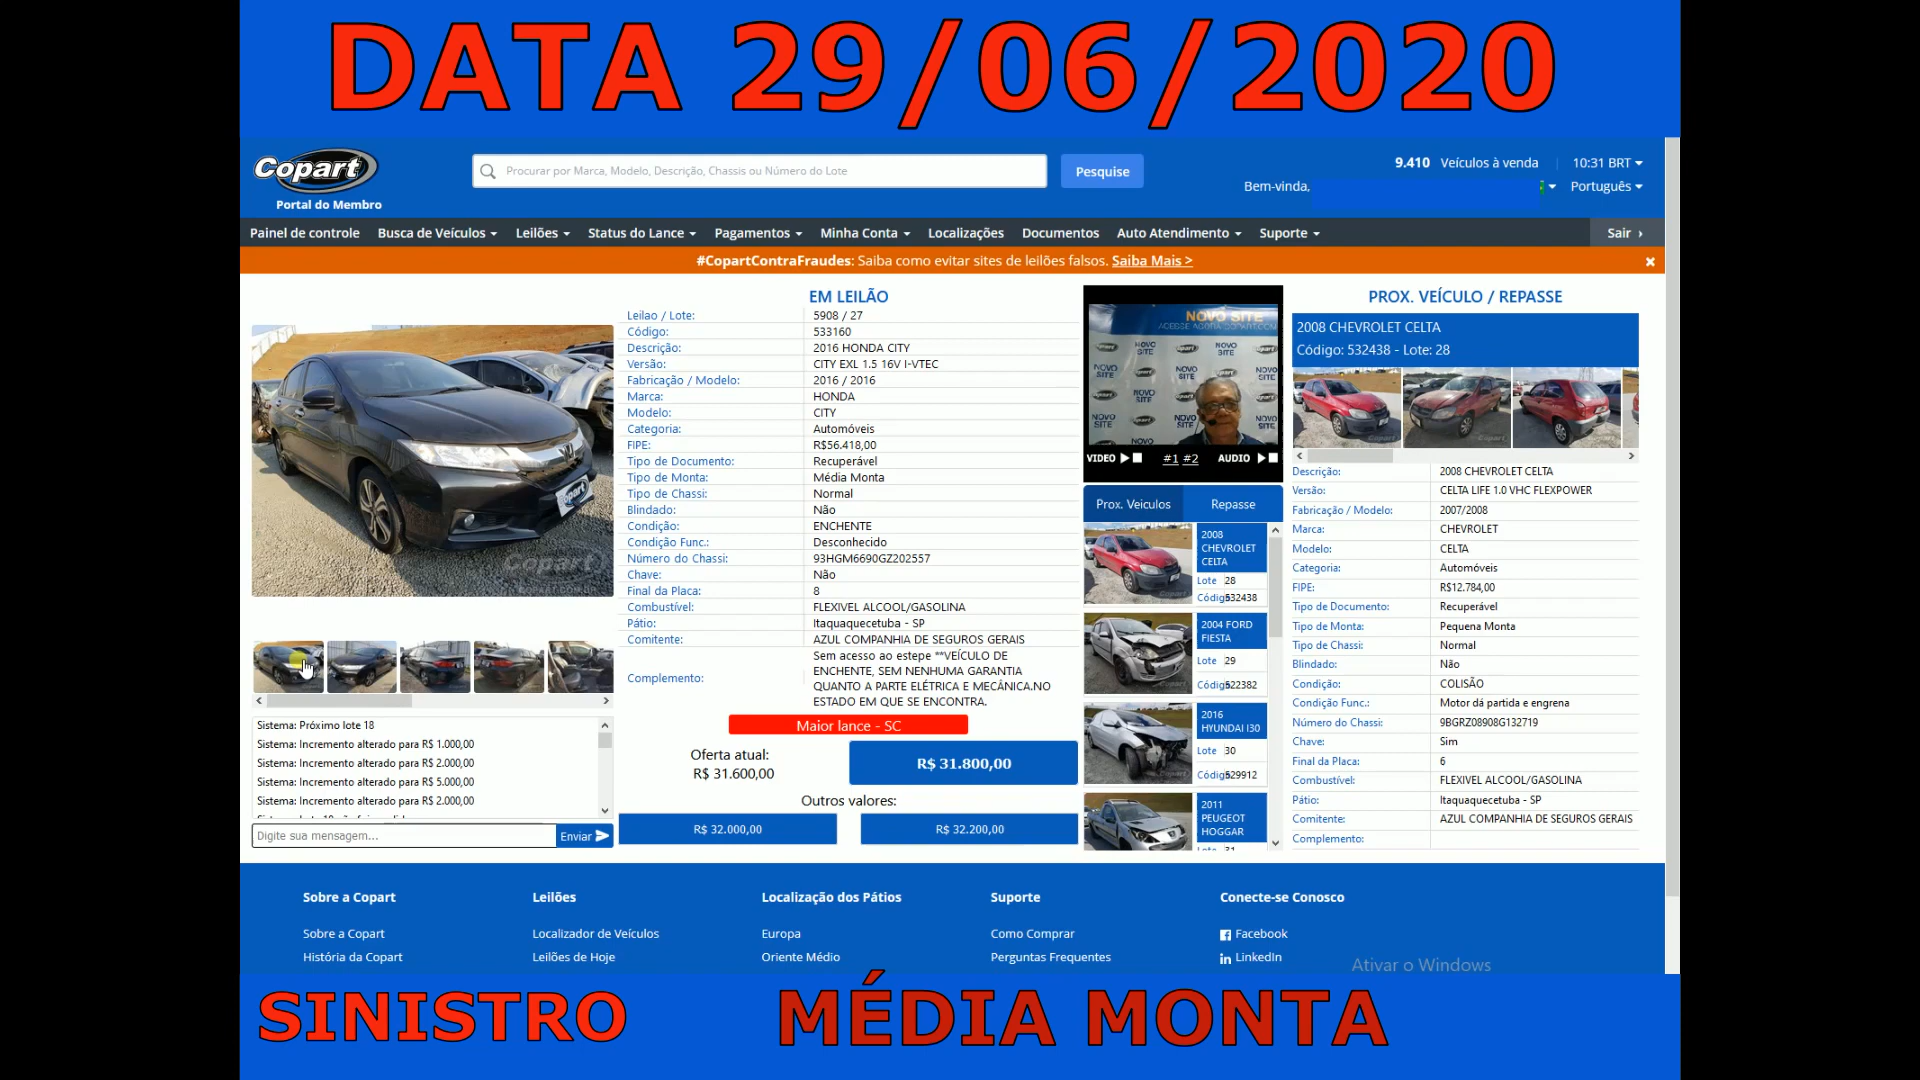 DATA 29/06/2020
Copart
Portal do Membro
Procurar por Marca, Modelo, Descrição, Chassis ou Número do Lote
Pesquise
9.410 Veículos à venda
10:31 BRT
Bem-vinda,
Português
Painel de controle
Busca de Veículos
Leilões
Status do Lance
Pagamentos
Minha Conta
Localizações
Documentos
Auto Atendimento
Suporte
Sair
#CopartContraFraudes: Saiba como evitar sites de leilões falsos. Saiba Mais >
EM LEILÃO
Leilao / Lote: 5908 / 27
Código: 533160
Descrição: 2016 HONDA CITY
Versão: CITY EXL 1.5 16V I-VTEC
Fabricação / Modelo: 2016 / 2016
Marca: HONDA
Modelo: CITY
Categoria: Automóveis
FIPE: R$56.418,00
Tipo de Documento: Recuperável
Tipo de Monta: Média Monta
Tipo de Chassi: Normal
Blindado: Não
Condição: ENCHENTE
Condição Func.: Desconhecido
Número do Chassi: 93HGM6690GZ202557
Chave: Não
Final da Placa: 8
Combustível: FLEXIVEL ALCOOL/GASOLINA
Pátio: Itaquaquecetuba - SP
Comitente: AZUL COMPANHIA DE SEGUROS GERAIS
Complemento:
Sem acesso ao estepe **VEÍCULO DE
ENCHENTE, SEM NENHUMA GARANTIA
QUANTO A PARTE ELÉTRICA E MECÂNICA.NO
ESTADO EM QUE SE ENCONTRA.
Maior lance - SC
Oferta atual:
R$ 31.600,00
R$ 31.800,00
Outros valores:
R$ 32.000,00
R$ 32.200,00
Sistema: Próximo lote 18
Sistema: Incremento alterado para R$ 1.000,00
Sistema: Incremento alterado para R$ 2.000,00
Sistema: Incremento alterado para R$ 5.000,00
Sistema: Incremento alterado para R$ 2.000,00
Digite sua mensagem...
Enviar
NOVO SITE
VIDEO
#1 #2
AUDIO
Prox. Veiculos
Repasse
2008
CHEVROLET
CELTA
Lote 28
Código 532438
2004 FORD
FIESTA
Lote 29
Código 522382
2016
HYUNDAI I30
Lote 30
Código 529912
2011
PEUGEOT
HOGGAR
Lote 31
PROX. VEÍCULO / REPASSE
2008 CHEVROLET CELTA
Código: 532438 - Lote: 28
Descrição: 2008 CHEVROLET CELTA
Versão: CELTA LIFE 1.0 VHC FLEXPOWER
Fabricação / Modelo: 2007/2008
Marca: CHEVROLET
Modelo: CELTA
Categoria: Automóveis
FIPE: R$12.784,00
Tipo de Documento: Recuperável
Tipo de Monta: Pequena Monta
Tipo de Chassi: Normal
Blindado: Não
Condição: COLISÃO
Condição Func.: Motor dá partida e engrena
Número do Chassi: 9BGRZ08908G132719
Chave: Sim
Final da Placa: 6
Combustível: FLEXIVEL ALCOOL/GASOLINA
Pátio: Itaquaquecetuba - SP
Comitente: AZUL COMPANHIA DE SEGUROS GERAIS
Complemento:
Sobre a Copart
Sobre a Copart
História da Copart
Leilões
Localizador de Veículos
Leilões de Hoje
Localização dos Pátios
Europa
Oriente Médio
Suporte
Como Comprar
Perguntas Frequentes
Conecte-se Conosco
Facebook
LinkedIn
Ativar o Windows
SINISTRO
MÉDIA MONTA